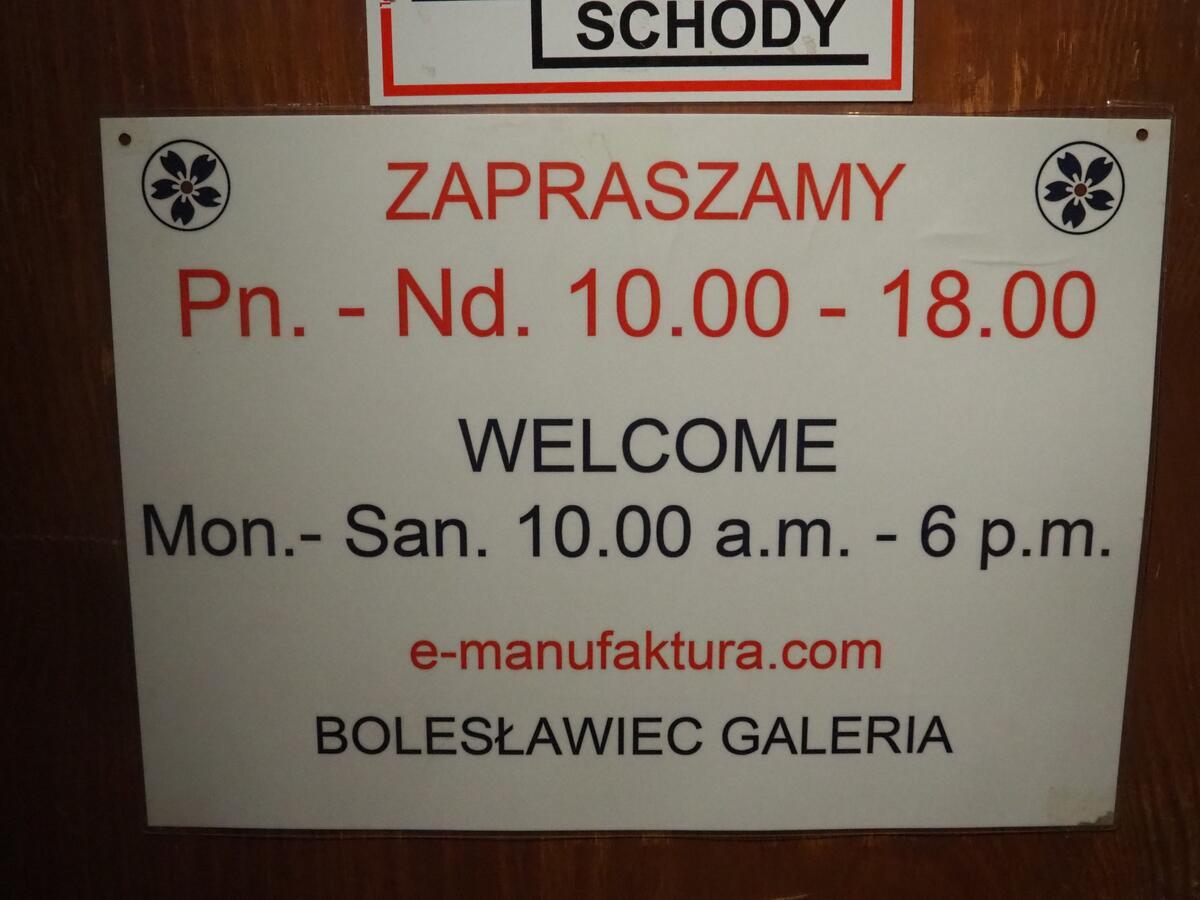 SCHODY
ZAPRASZAMY
Pn. - Nd. 10.00 - 18.00
WELCOME
Mon.- San. 10.00 a.m. - 6 p.m.
e-manufaktura.com
BOLESŁAWIEC GALERIA